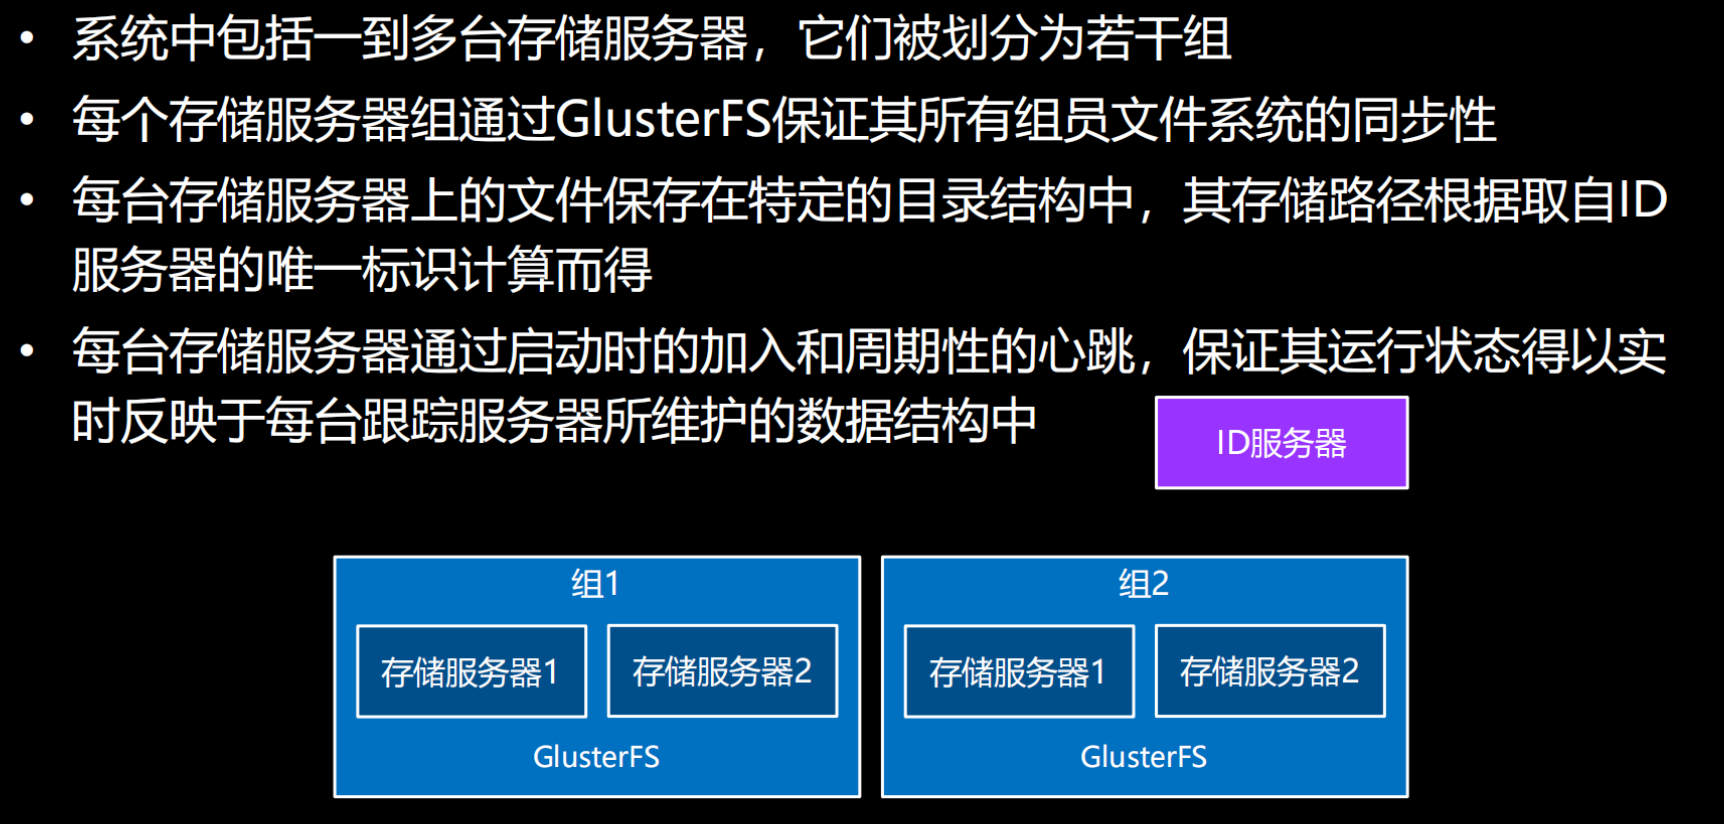 • 系统中包括一到多台存储服务器，它们被划分为若干组
• 每个存储服务器组通过GlusterFS保证其所有组员文件系统的同步性
• 每台存储服务器上的文件保存在特定的目录结构中，其存储路径根据取自ID
服务器的唯一标识计算而得
• 每台存储服务器通过启动时的加入和周期性的心跳，保证其运行状态得以实
时反映于每台跟踪服务器所维护的数据结构中
ID服务器
组1
存储服务器1
存储服务器2
GlusterFS
组2
存储服务器1
存储服务器2
GlusterFS